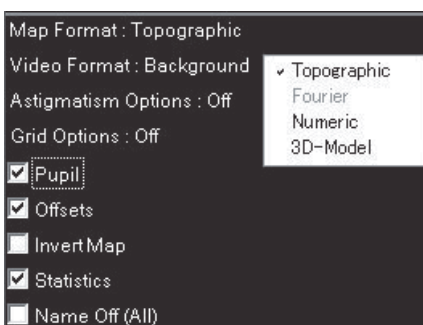 Map Format : Topographic
Video Format : Background
Astigmatism Options : Off
Grid Options : Off
Pupil
Offsets
Invert Map
Statistics
Name Off (All)
Topographic
Fourier
Numeric
3D-Model